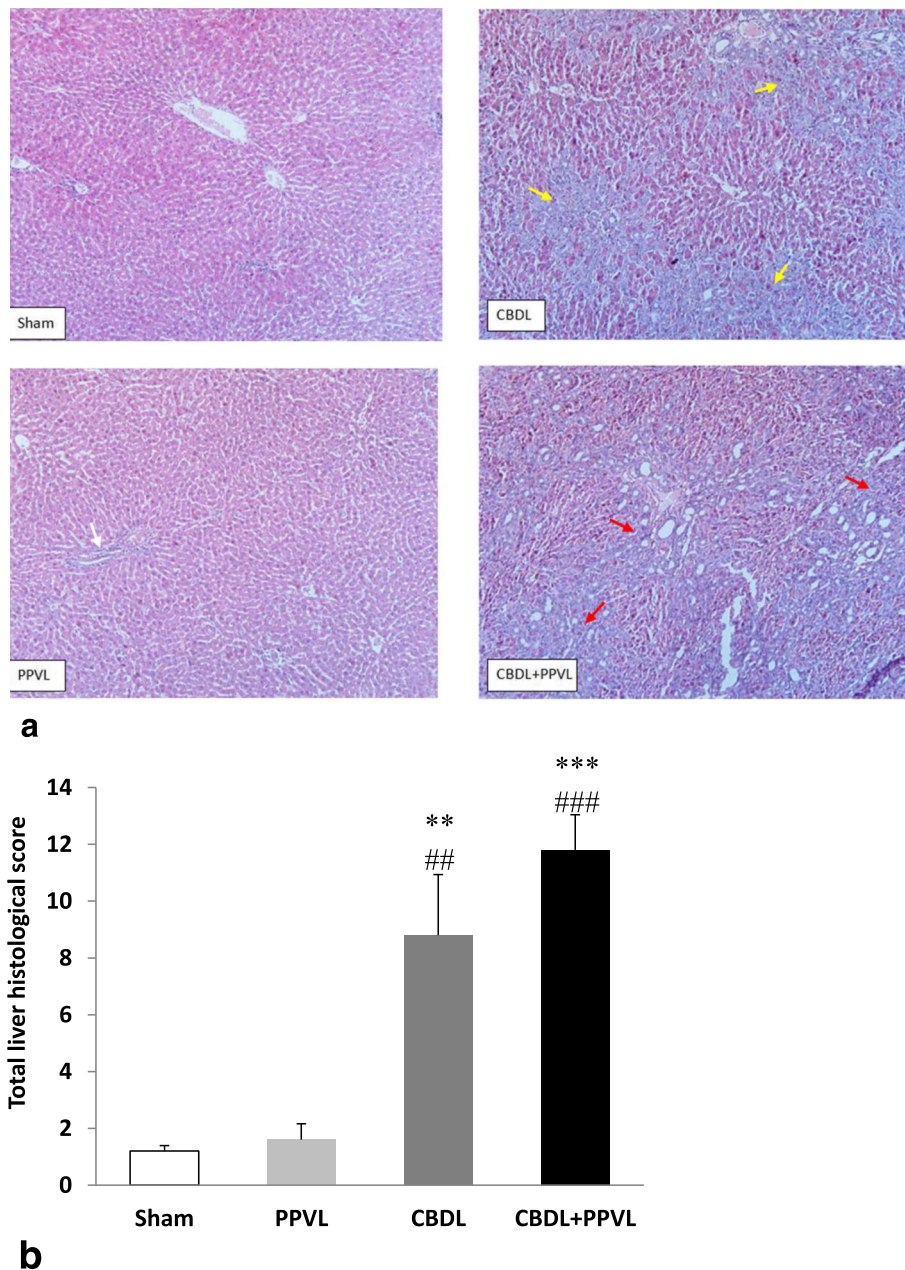 Sham
CBDL
PPVL
CBDL+PPVL
a
Total liver histological score
14
12
10
8
6
4
2
0
**
##
***
###
Sham
PPVL
CBDL
CBDL+PPVL
b